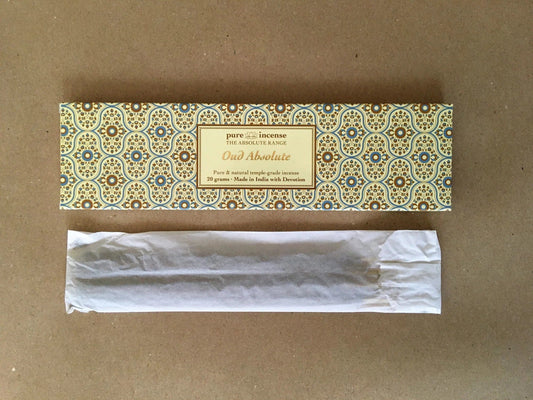 pure incense
THE ABSOLUTE RANGE
Oud Absolute
Pure & natural temple-grade incense
20 grams · Made in India with Devotion